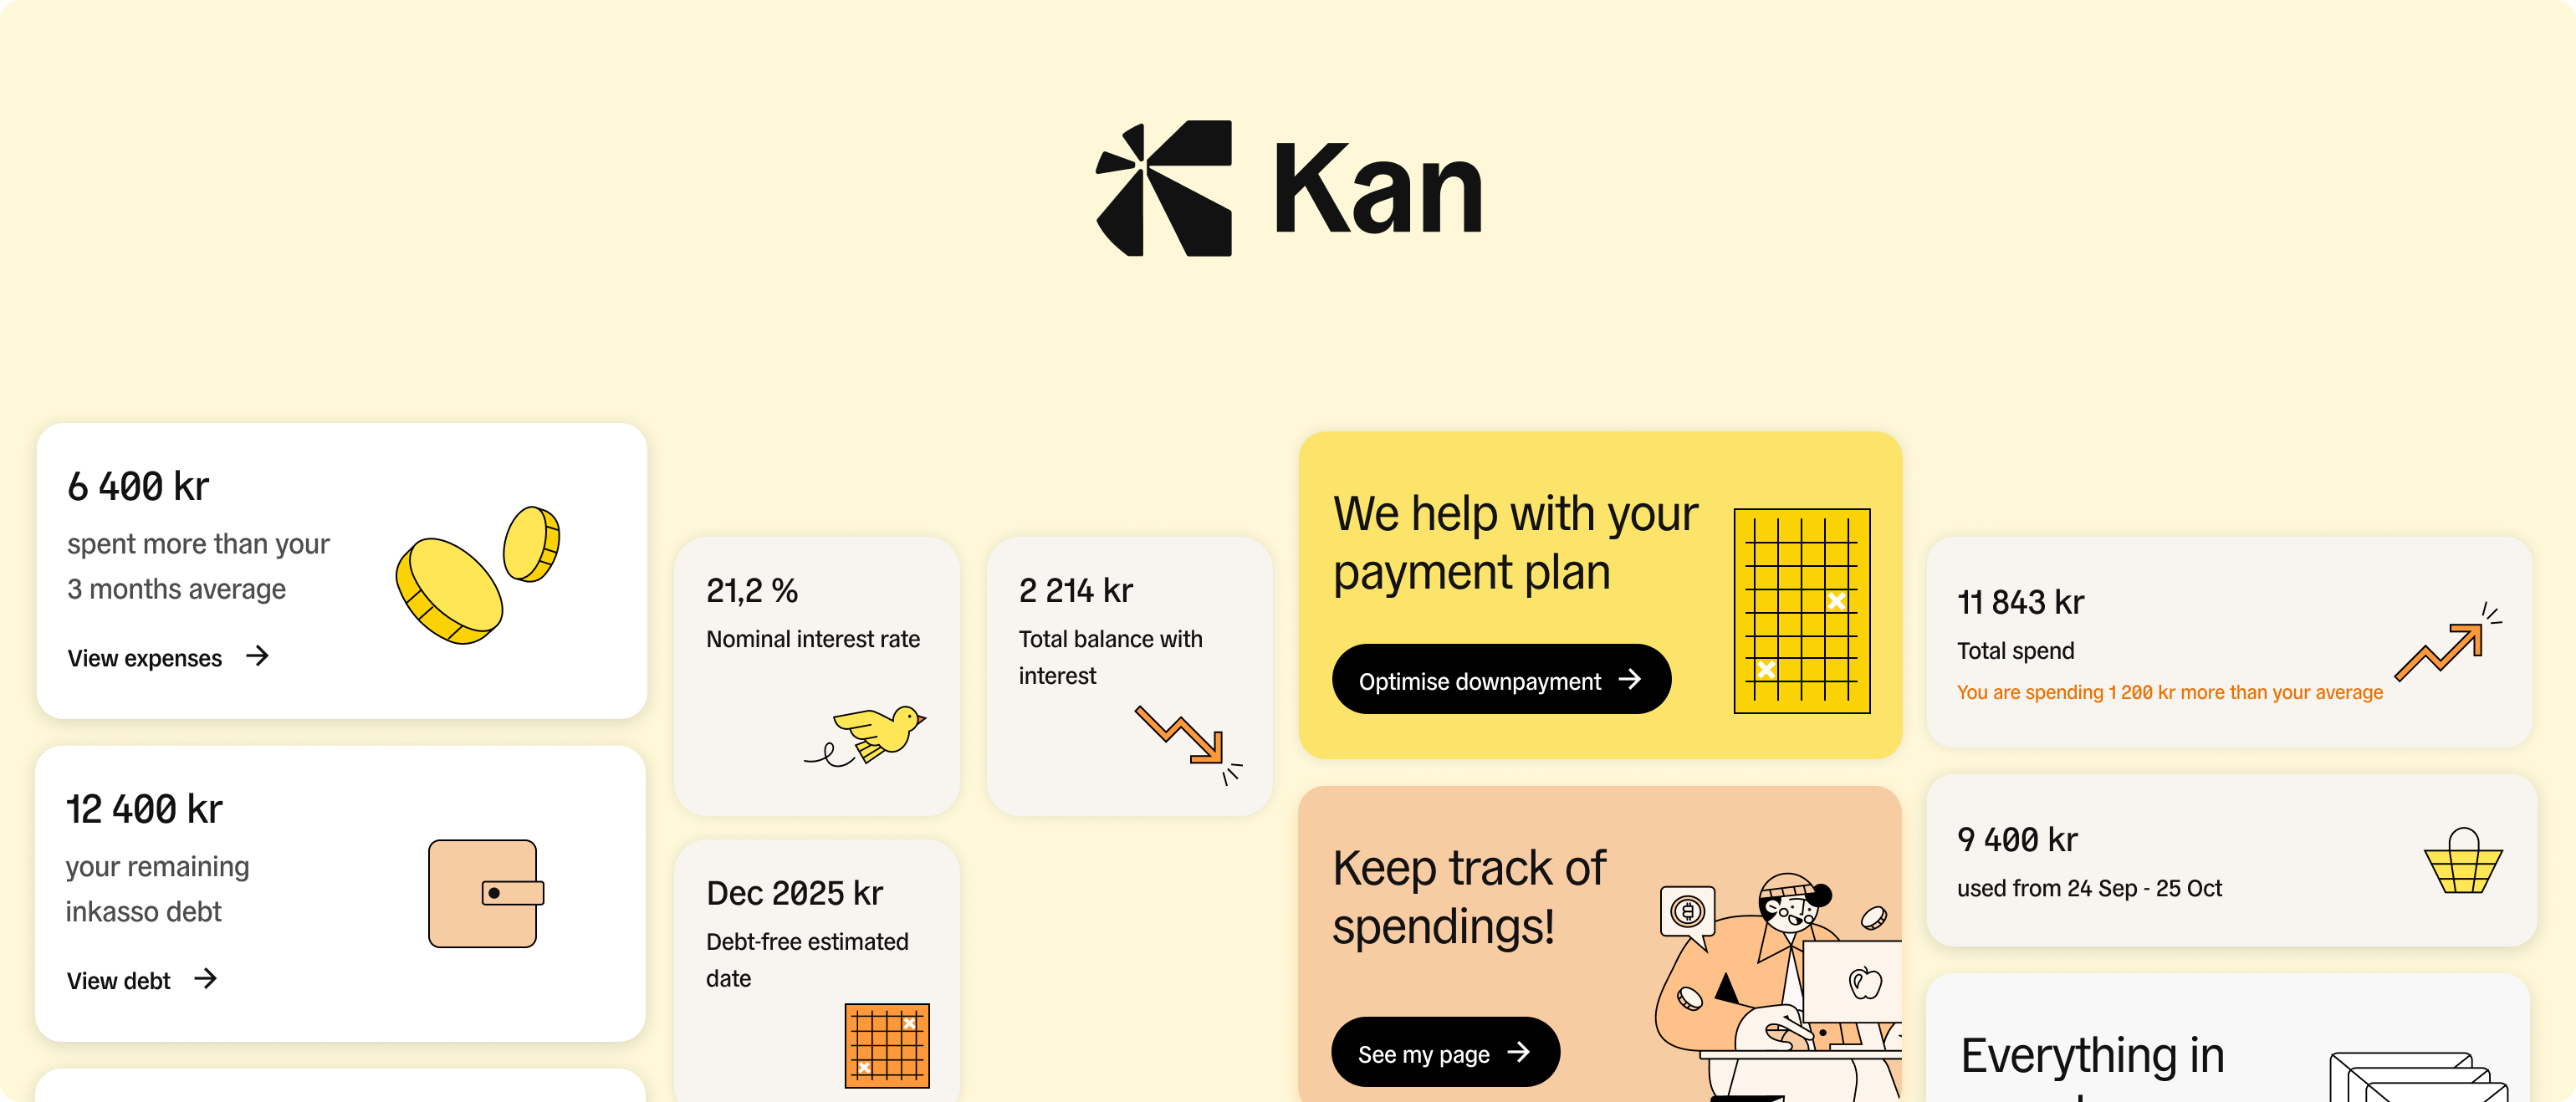 Kan
6 400 kr
spent more than your
3 months average
View expenses
12 400 kr
your remaining
inkasso debt
View debt
21,2 %
Nominal interest rate
2 214 kr
Total balance with
interest
Dec 2025 kr
Debt-free estimated
date
We help with your
payment plan
Optimise downpayment
Keep track of
spendings!
See my page
11 843 kr
Total spend
You are spending 1 200 kr more than your average
9 400 kr
used from 24 Sep - 25 Oct
Everything in